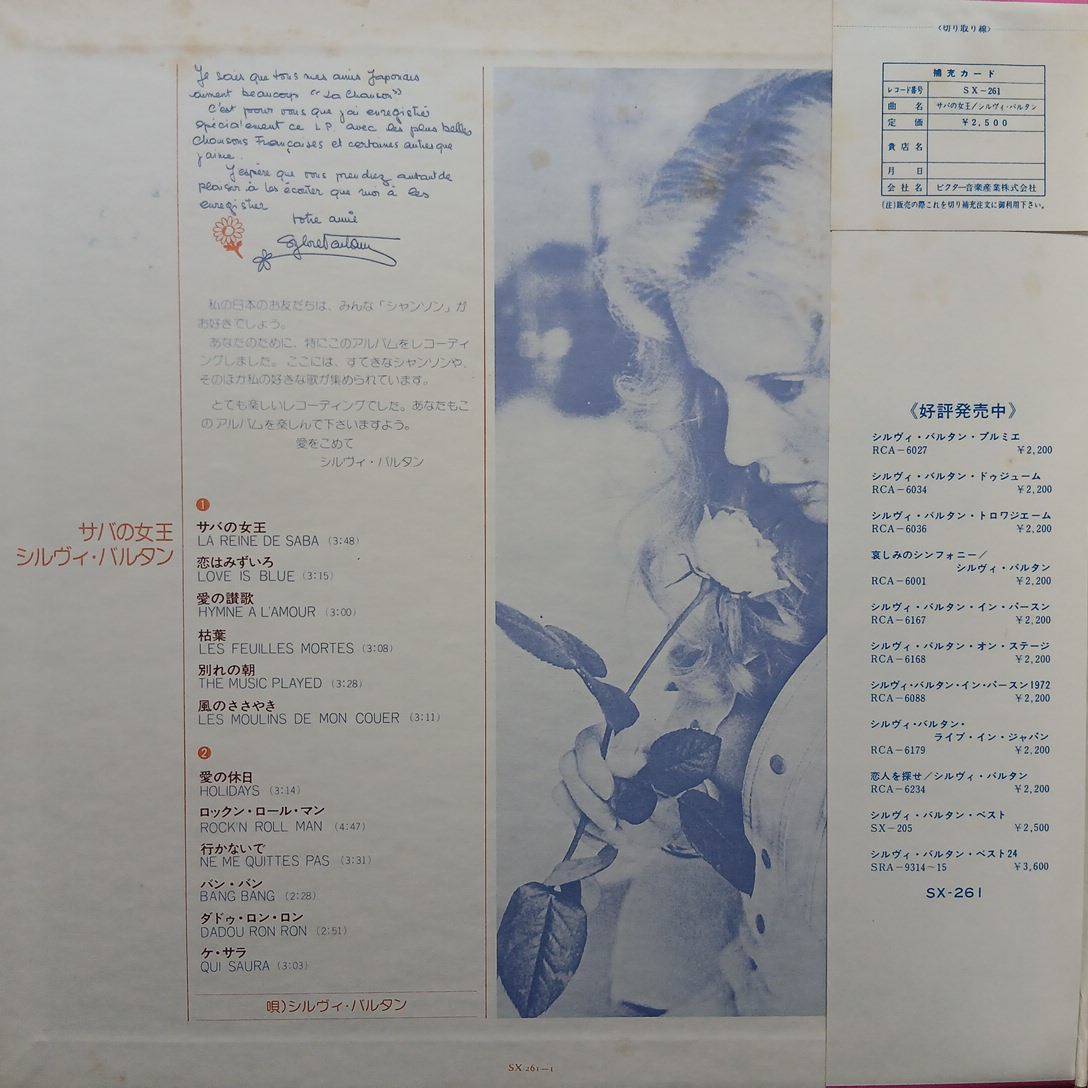 Je sais que tous mes amis Japonais
aiment beaucoup "La Chanson"
C'est pour vous que j'ai enregistré
spécialement ce LP avec les plus belles
chansons Françaises et certaines autres que
j'aime.
J'espère que vous prendrez autant de
plaisir à les écouter que moi à les
enregistrer
Votre amie
Sylvie Vartan
私の日本のお友だちは、みんな「シャンソン」が
お好きでしょう。
あなたのために、特にこのアルバムをレコーディ
ングしました。ここには、すてきなシャンソンや、
そのほか私の好きな歌が集められています。
とても楽しいレコーディングでした。あなたもこ
のアルバムを楽しんで下さいますよう。
愛をこめて
シルヴィ・バルタン
サバの女王
シルヴィ・バルタン
1
サバの女王
LA REINE DE SABA (3:48)
恋はみずいろ
LOVE IS BLUE (3:15)
愛の讃歌
HYMNE A L'AMOUR (3:00)
枯葉
LES FEUILLES MORTES (3:08)
別れの朝
THE MUSIC PLAYED (3:28)
風のささやき
LES MOULINS DE MON COUER (3:11)
2
愛の休日
HOLIDAYS (3:14)
ロックン・ロール・マン
ROCK'N ROLL MAN (4:47)
行かないで
NE ME QUITTES PAS (3:31)
バン・バン
BANG BANG (2:28)
ダドゥ・ロン・ロン
DADOU RON RON (2:51)
ケ・サラ
QUI SAURA (3:03)
唄)シルヴィ・バルタン
SX 261-1
〈切り取り線〉
補充カード
レコード番号 SX-261
曲名 サバの女王/シルヴィ・バルタン
定価 ¥2,500
貴店名
月日
会社名 ビクター音楽産業株式会社
(注)販売の際これを切り補充注文に御利用下さい。
《好評発売中》
シルヴィ・バルタン・プルミエ
RCA-6027 ¥2,200
シルヴィ・バルタン・ドゥジューム
RCA-6034 ¥2,200
シルヴィ・バルタン・トロワジエーム
RCA-6036 ¥2,200
哀しみのシンフォニー/
シルヴィ・バルタン
RCA-6001 ¥2,200
シルヴィ・バルタン・イン・パースン
RCA-6167 ¥2,200
シルヴィ・バルタン・オン・ステージ
RCA-6168 ¥2,200
シルヴィ・バルタン・イン・パースン1972
RCA-6088 ¥2,200
シルヴィ・バルタン・
ライブ・イン・ジャパン
RCA-6179 ¥2,200
恋人を探せ/シルヴィ・バルタン
RCA-6234 ¥2,200
シルヴィ・バルタン・ベスト
SX-205 ¥2,500
シルヴィ・バルタン・ベスト24
SRA-9314~15 ¥3,600
SX-261